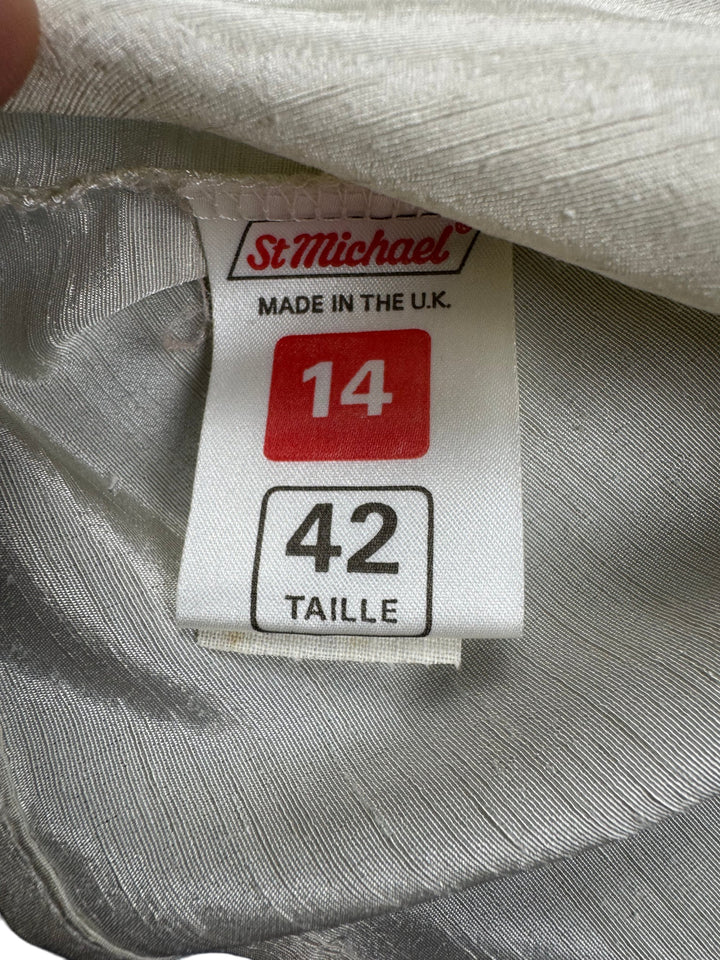 St Michael®
MADE IN THE U.K.
14
42
TAILLE